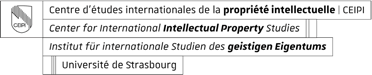 CEIPI
Centre d'études internationales de la propriété intellectuelle | CEIPI
Center for International Intellectual Property Studies
Institut für internationale Studien des geistigen Eigentums
Université de Strasbourg